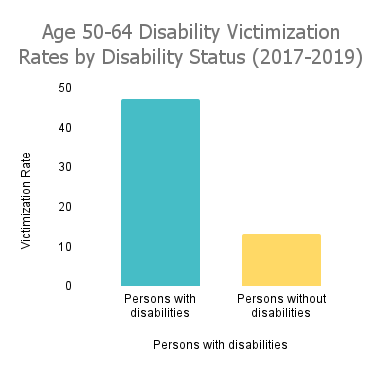 Age 50-64 Disability Victimization
Rates by Disability Status (2017-2019)
50
40
30
20
10
0
Victimization Rate
Persons with
disabilities
Persons without
disabilities
Persons with disabilities